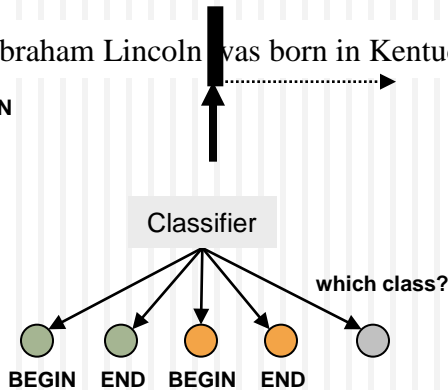 braham Lincoln was born in Kentu
N
Classifier
which class?
BEGIN END BEGIN END